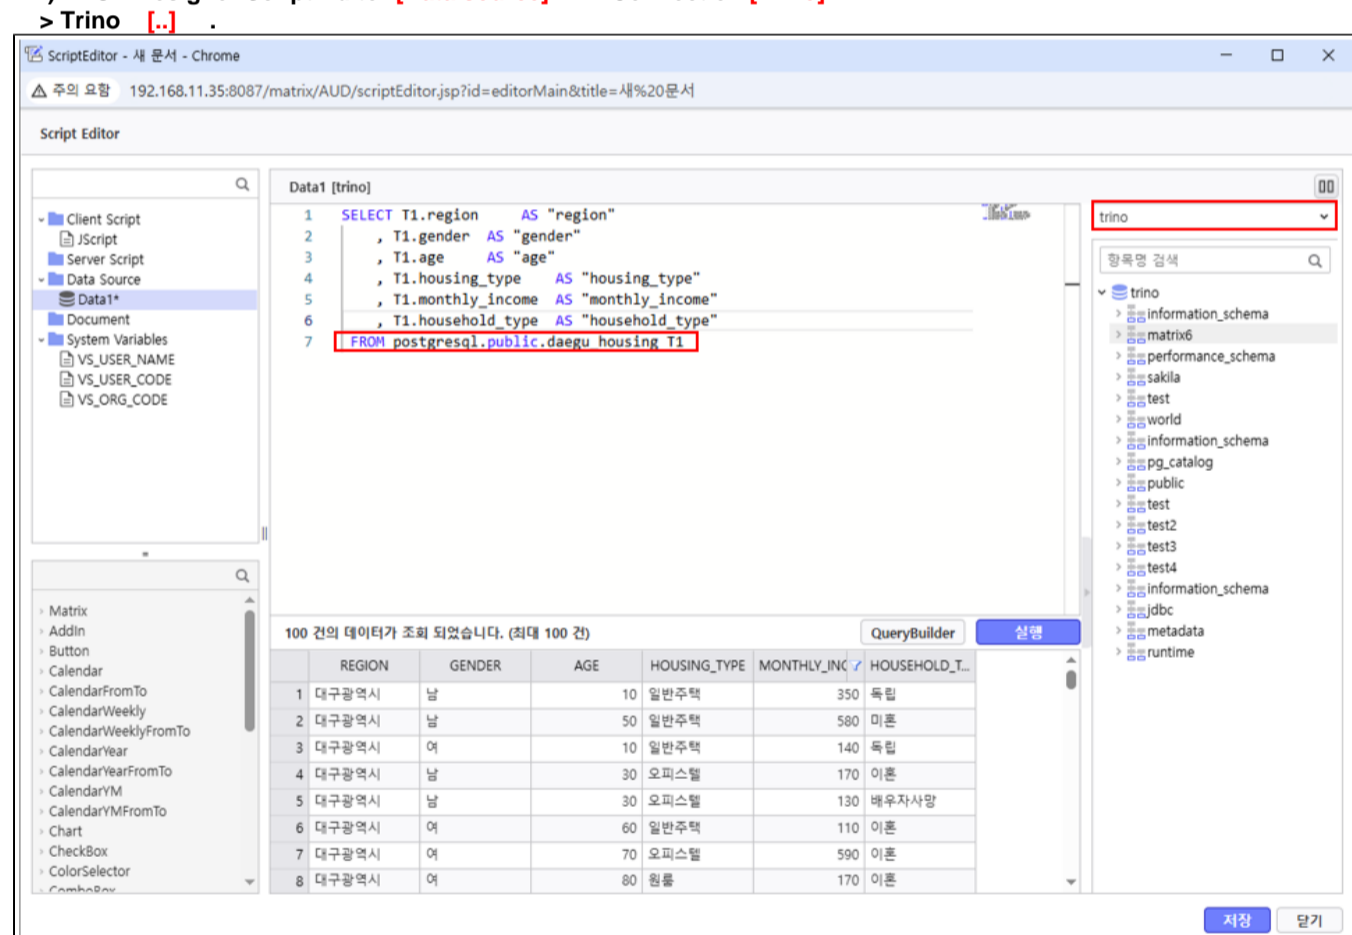 > Trino [..] .
ScriptEditor - 새 문서 - Chrome
주의 요함 192.168.11.35:8087/matrix/AUD/scriptEditor.jsp?id=editorMain&title=새%20문서
Script Editor
Client Script
JScript
Server Script
Data Source
Data1*
Document
System Variables
VS_USER_NAME
VS_USER_CODE
VS_ORG_CODE
Matrix
AddIn
Button
Calendar
CalendarFromTo
CalendarWeekly
CalendarWeeklyFromTo
CalendarYear
CalendarYearFromTo
CalendarYM
CalendarYMFromTo
Chart
CheckBox
ColorSelector
ComboBox
Data1 [trino]
1 SELECT T1.region AS "region"
2 , T1.gender AS "gender"
3 , T1.age AS "age"
4 , T1.housing_type AS "housing_type"
5 , T1.monthly_income AS "monthly_income"
6 , T1.household_type AS "household_type"
7 FROM postgresql.public.daegu_housing T1
100 건의 데이터가 조회 되었습니다. (최대 100 건)
QueryBuilder 실행
REGION GENDER AGE HOUSING_TYPE MONTHLY_INC HOUSEHOLD_T...
1 대구광역시 남 10 일반주택 350 독립
2 대구광역시 남 50 일반주택 580 미혼
3 대구광역시 여 10 일반주택 140 독립
4 대구광역시 남 30 오피스텔 170 이혼
5 대구광역시 남 30 오피스텔 130 배우자사망
6 대구광역시 여 60 일반주택 110 이혼
7 대구광역시 여 70 오피스텔 590 이혼
8 대구광역시 여 80 원룸 170 이혼
trino
항목명 검색
trino
information_schema
matrix6
performance_schema
sakila
test
world
information_schema
pg_catalog
public
test
test2
test3
test4
information_schema
jdbc
metadata
runtime
저장 닫기